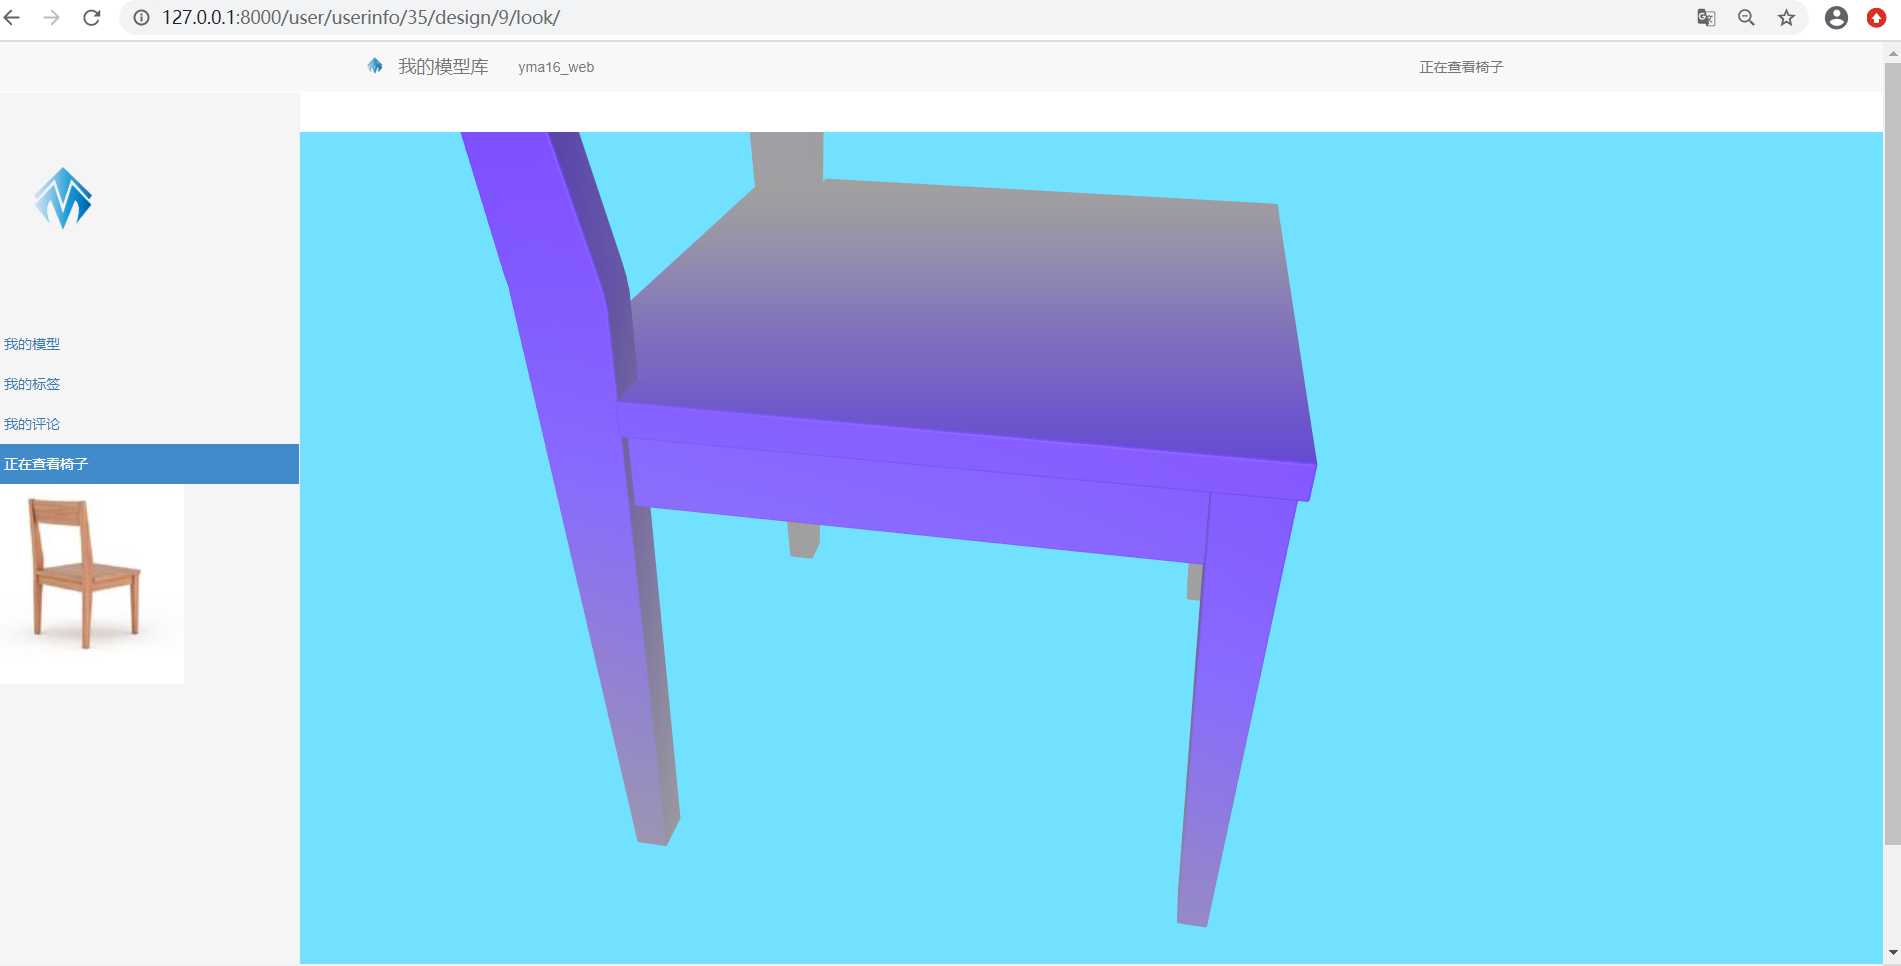 127.0.0.1:8000/user/userinfo/35/design/9/look/
我的模型库 yma16_web 正在查看椅子
我的模型
我的标签
我的评论
正在查看椅子